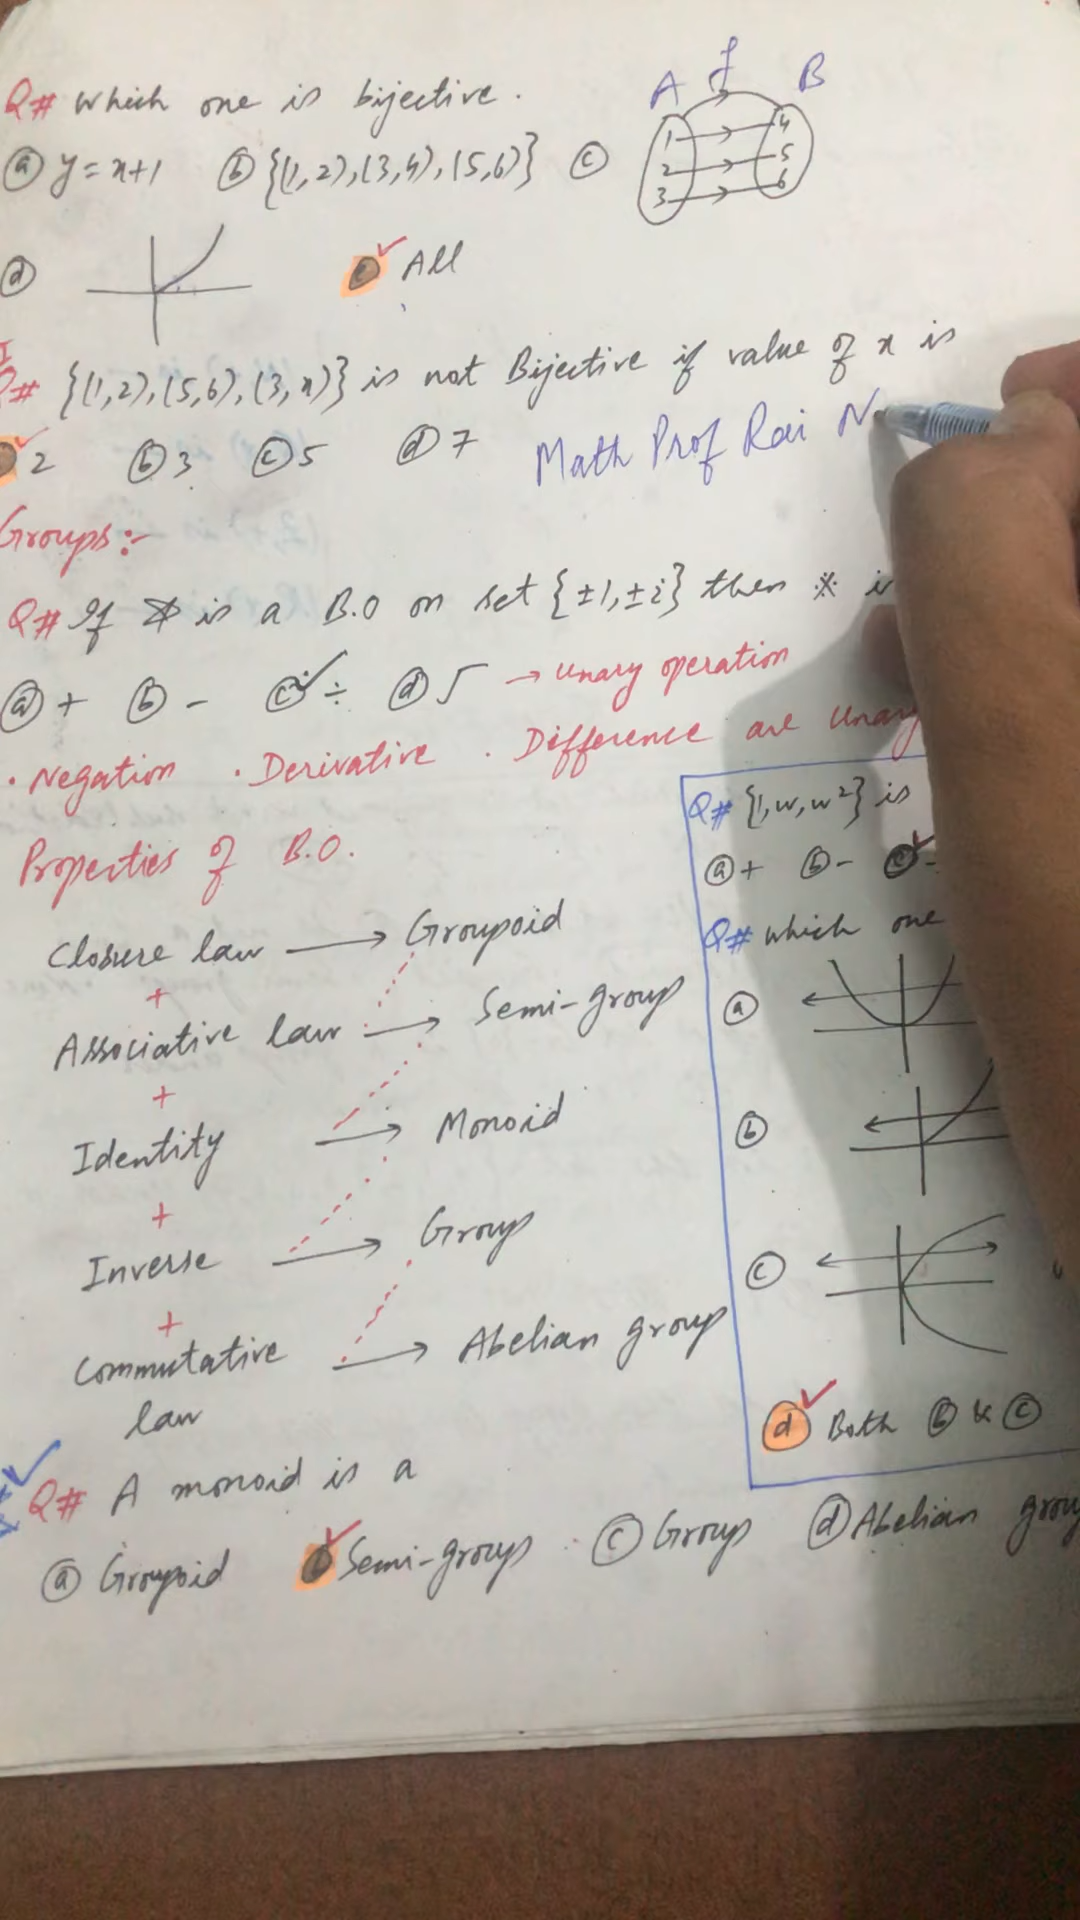 Q# Which one is bijective.
A f B
ⓐ y = x+1 ⓑ {(1,2),(3,4),(5,6)} ⓒ
1 4
2 5
3 6
ⓓ ⓔ All
Q# {(1,2),(5,6),(3,x)} is not Bijective if value of x is
2 ⓑ 3 ⓒ 5 ⓓ 7
Math Prof Rai N
Groups:-
Q# If * is a B.O on set {±1,±i} then * i
ⓐ + ⓑ - ⓒ ÷ ⓓ √ → Unary operation
. Negation . Derivative . Difference are Unary
Properties of B.O.
Closure law → Groupoid
+
Associative law → Semi-group
+
Identity → Monoid
+
Inverse → Group
+
Commutative → Abelian group
law
Q# {1,w,w²} is
ⓐ + ⓑ - ⓒ -
Q# which one
ⓐ
ⓑ
ⓒ
ⓓ Both ⓑ & ⓒ
Q# A monoid is a
ⓐ Groupoid ⓑ Semi-group ⓒ Group ⓓ Abelian group